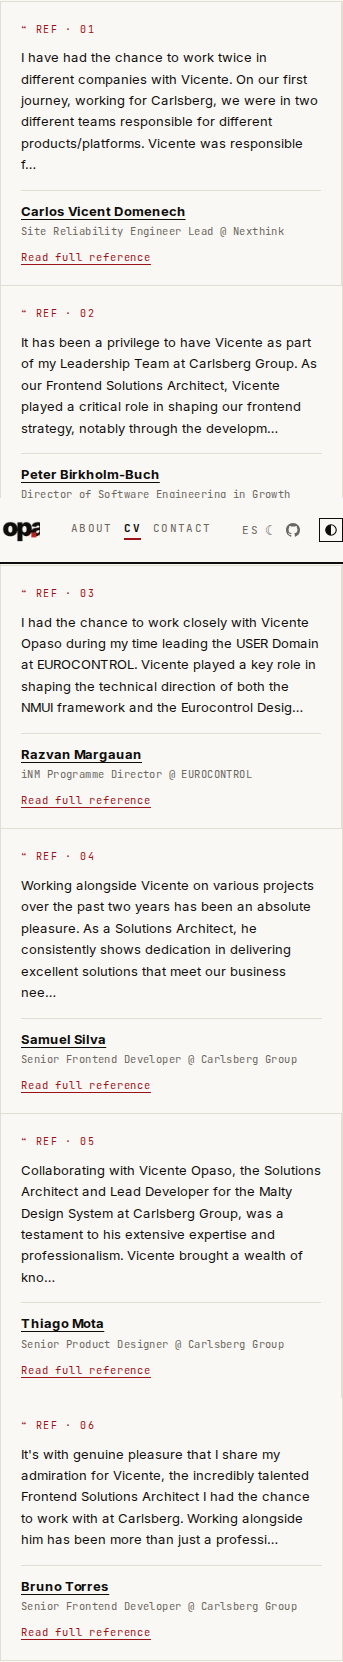 “ REF · 01
I have had the chance to work twice in
different companies with Vicente. On our first
journey, working for Carlsberg, we were in two
different teams responsible for different
products/platforms. Vicente was responsible
f...
Carlos Vicent Domenech
Site Reliability Engineer Lead @ Nexthink
Read full reference
“ REF · 02
It has been a privilege to have Vicente as part
of my Leadership Team at Carlsberg Group. As
our Frontend Solutions Architect, Vicente
played a critical role in shaping our frontend
strategy, notably through the developm...
Peter Birkholm-Buch
Director of Software Engineering in Growth
opa ABOUT CV CONTACT ES
“ REF · 03
I had the chance to work closely with Vicente
Opaso during my time leading the USER Domain
at EUROCONTROL. Vicente played a key role in
shaping the technical direction of both the
NMUI framework and the Eurocontrol Desig...
Razvan Margauan
iNM Programme Director @ EUROCONTROL
Read full reference
“ REF · 04
Working alongside Vicente on various projects
over the past two years has been an absolute
pleasure. As a Solutions Architect, he
consistently shows dedication in delivering
excellent solutions that meet our business
nee...
Samuel Silva
Senior Frontend Developer @ Carlsberg Group
Read full reference
“ REF · 05
Collaborating with Vicente Opaso, the Solutions
Architect and Lead Developer for the Malty
Design System at Carlsberg Group, was a
testament to his extensive expertise and
professionalism. Vicente brought a wealth of
kno...
Thiago Mota
Senior Product Designer @ Carlsberg Group
Read full reference
“ REF · 06
It's with genuine pleasure that I share my
admiration for Vicente, the incredibly talented
Frontend Solutions Architect I had the chance
to work with at Carlsberg. Working alongside
him has been more than just a professi...
Bruno Torres
Senior Frontend Developer @ Carlsberg Group
Read full reference